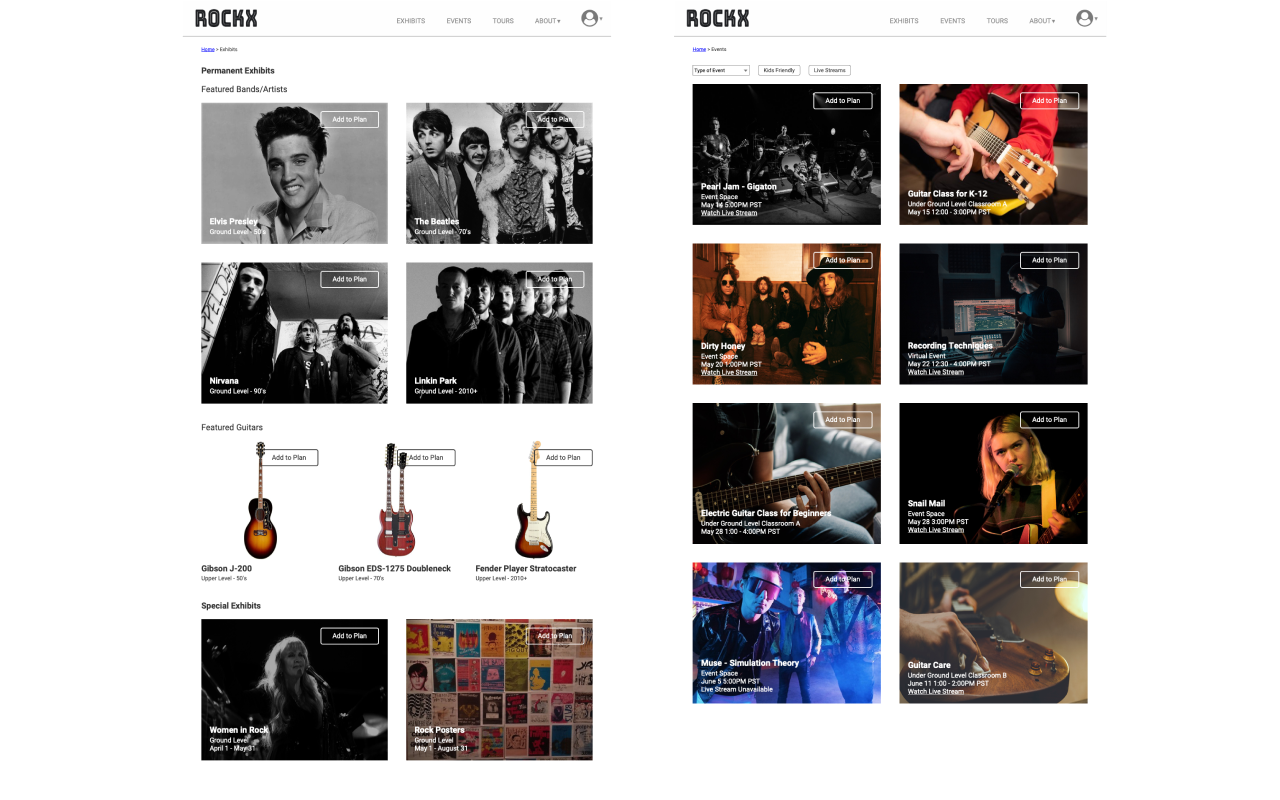 ROCKX
EXHIBITS EVENTS TOURS ABOUT▾
Home > Exhibits
Permanent Exhibits
Featured Bands/Artists
Add to Plan
Elvis Presley
Ground Level - 50's
Add to Plan
The Beatles
Ground Level - 70's
Add to Plan
Nirvana
Ground Level - 90's
Add to Plan
Linkin Park
Ground Level - 2010+
Featured Guitars
Add to Plan
Gibson J-200
Upper Level - 50's
Add to Plan
Gibson EDS-1275 Doubleneck
Upper Level - 70's
Add to Plan
Fender Player Stratocaster
Upper Level - 2010+
Special Exhibits
Add to Plan
Women in Rock
Ground Level
April 1 - May 31
Add to Plan
Rock Posters
Ground Level
May 1 - August 31
ROCKX
EXHIBITS EVENTS TOURS ABOUT▾
Home > Events
Type of Event Kids Friendly Live Streams
Add to Plan
Pearl Jam - Gigaton
Event Space
May 14 5:00PM PST
Watch Live Stream
Add to Plan
Guitar Class for K-12
Under Ground Level Classroom A
May 15 12:00 - 3:00PM PST
Add to Plan
Dirty Honey
Event Space
May 20 1:00PM PST
Watch Live Stream
Add to Plan
Recording Techniques
Virtual Event
May 22 12:30 - 4:00PM PST
Watch Live Stream
Add to Plan
Electric Guitar Class for Beginners
Under Ground Level Classroom A
May 28 1:00 - 4:00PM PST
Add to Plan
Snail Mail
Event Space
May 28 3:00PM PST
Watch Live Stream
Add to Plan
Muse - Simulation Theory
Event Space
June 5 5:00PM PST
Live Stream Unavailable
Add to Plan
Guitar Care
Under Ground Level Classroom B
June 11 1:00 - 2:00PM PST
Watch Live Stream